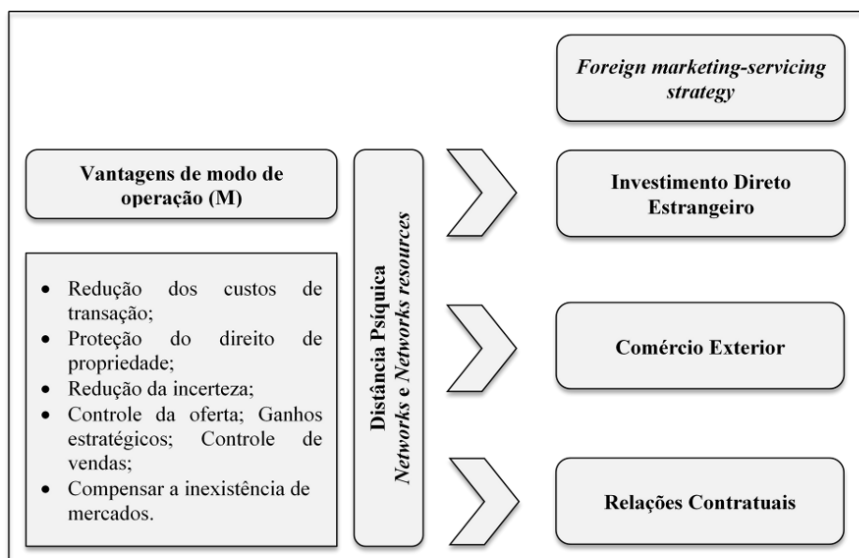 Foreign marketing-servicing
strategy
Vantagens de modo de
operação (M)
• Redução dos custos de
transação;
• Proteção do direito de
propriedade;
• Redução da incerteza;
• Controle da oferta; Ganhos
estratégicos; Controle de
vendas;
• Compensar a inexistência de
mercados.
Distância Psíquica
Networks e Networks resources
Investimento Direto
Estrangeiro
Comércio Exterior
Relações Contratuais